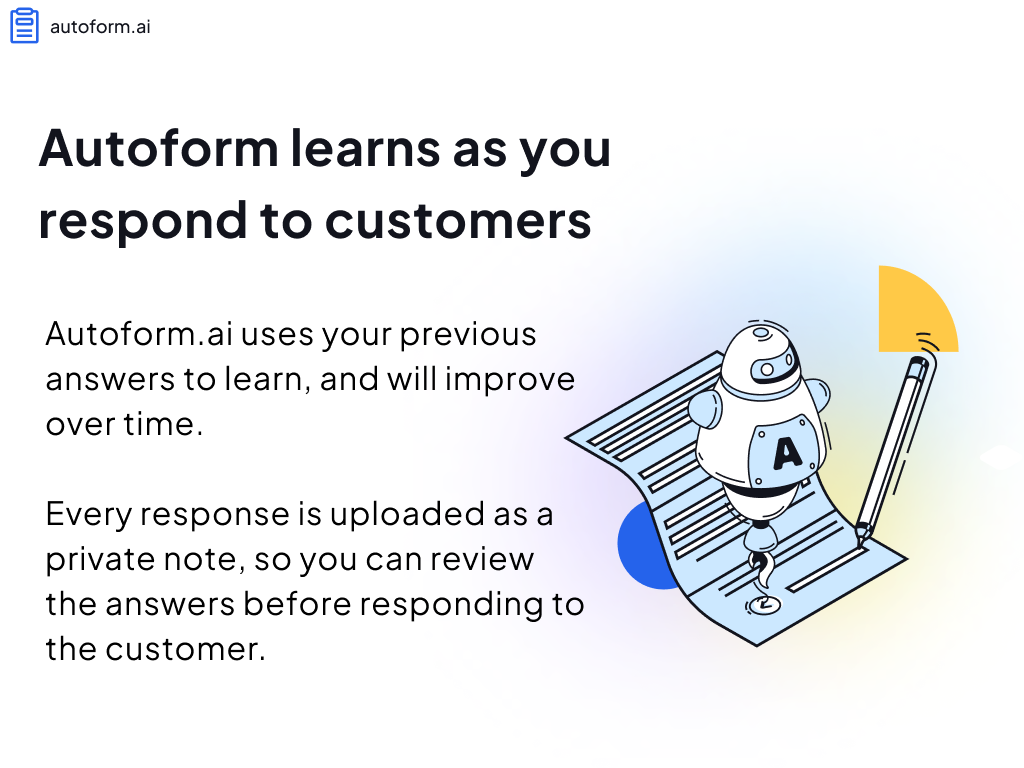 autoform.ai
Autoform learns as you
respond to customers
Autoform.ai uses your previous
answers to learn, and will improve
over time.
Every response is uploaded as a
private note, so you can review
the answers before responding to
the customer.
A